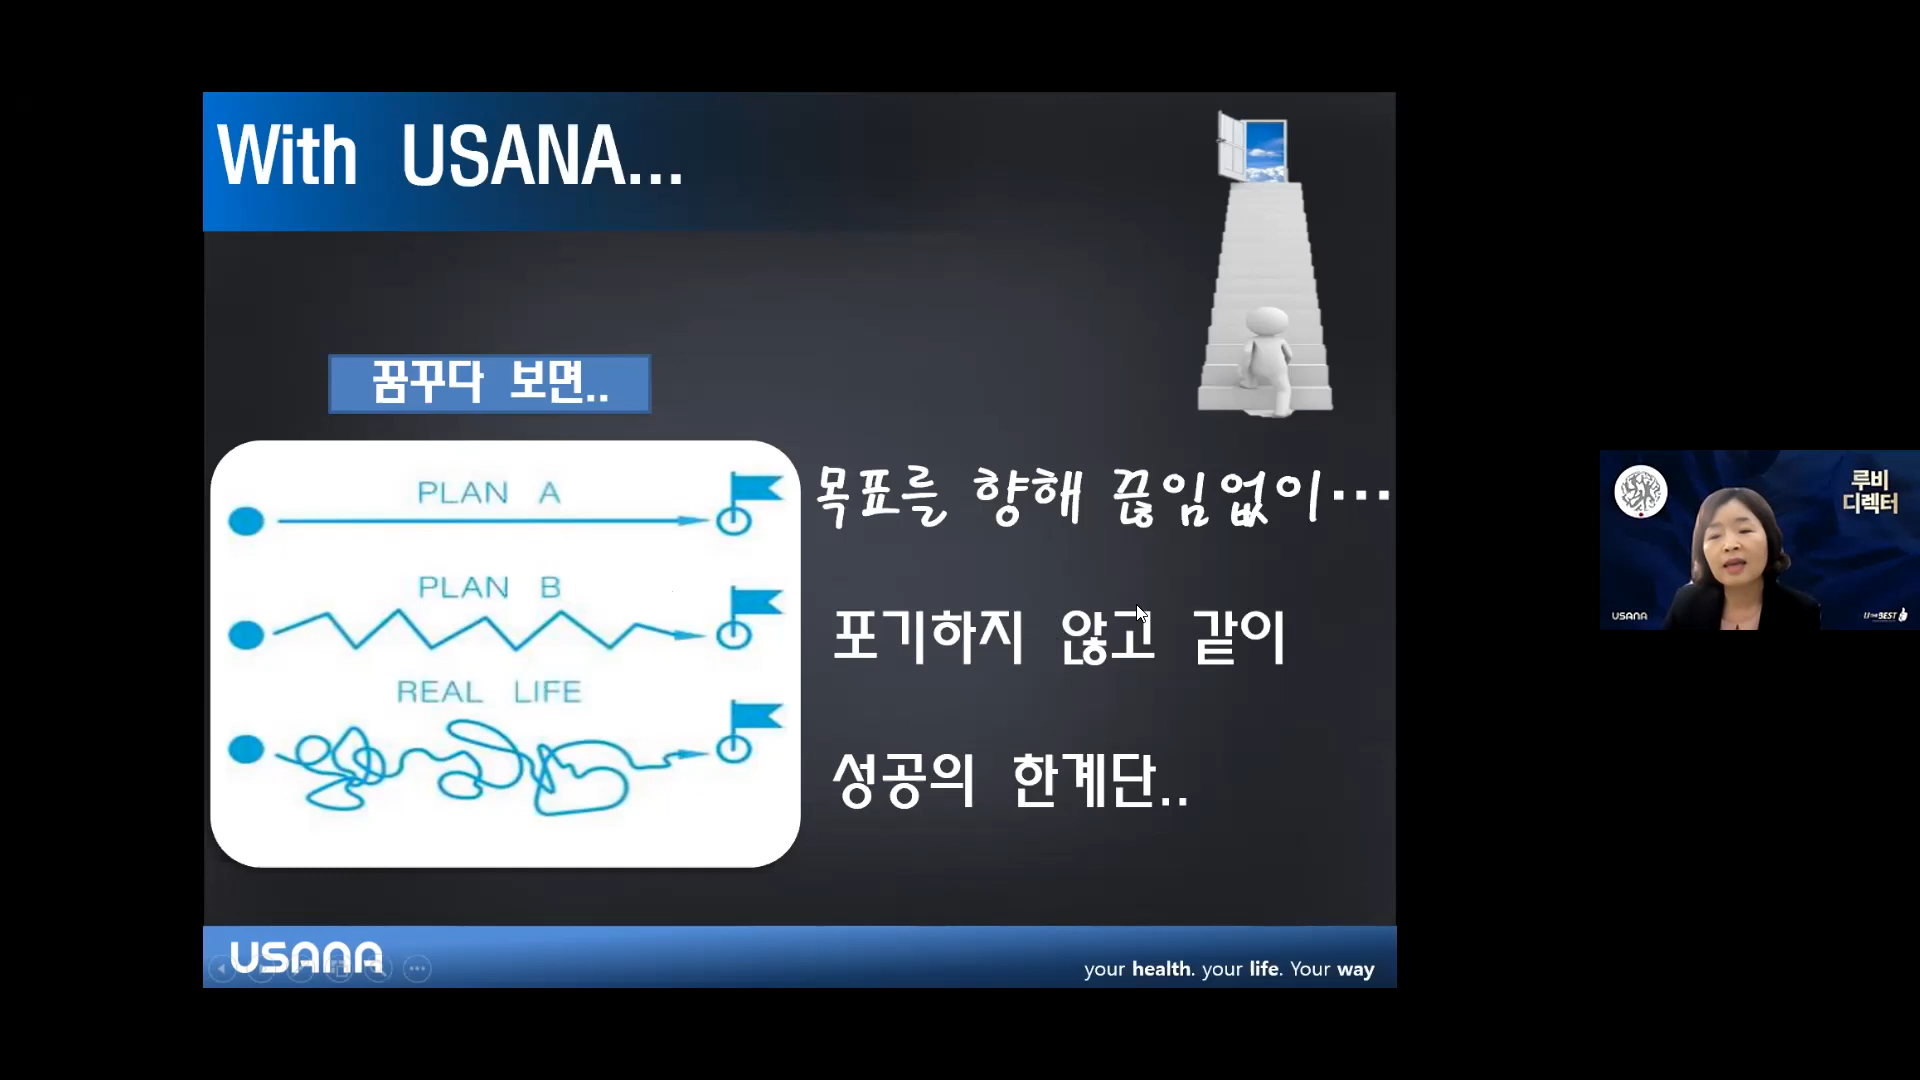 With USANA...
꿈꾸다 보면..
PLAN A
PLAN B
REAL LIFE
목표를 향해 끊임없이...
포기하지 않고 같이
성공의 한계단..
USANA
your health. your life. Your way
루비
디렉터
USANA
U THE BEST